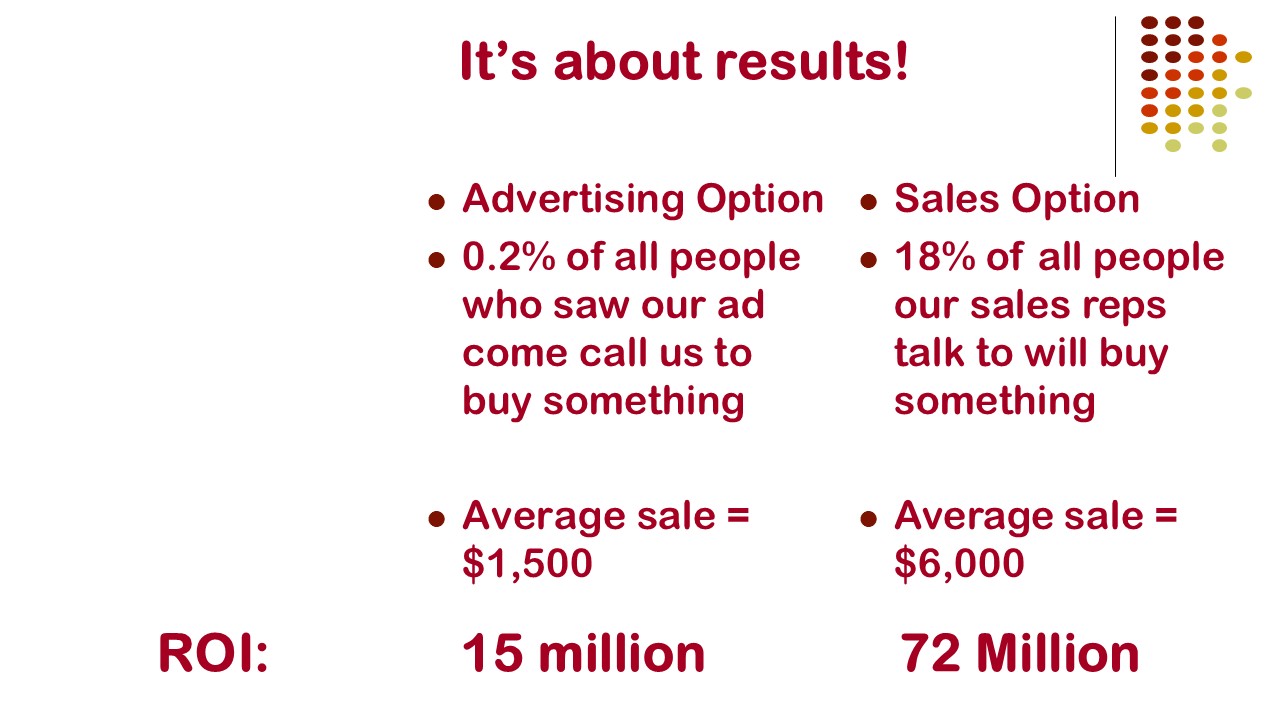 It's about results!
Advertising Option
0.2% of all people
who saw our ad
come call us to
buy something
Average sale =
$1,500
Sales Option
18% of all people
our sales reps
talk to will buy
something
Average sale =
$6,000
ROI:
15 million
72 Million